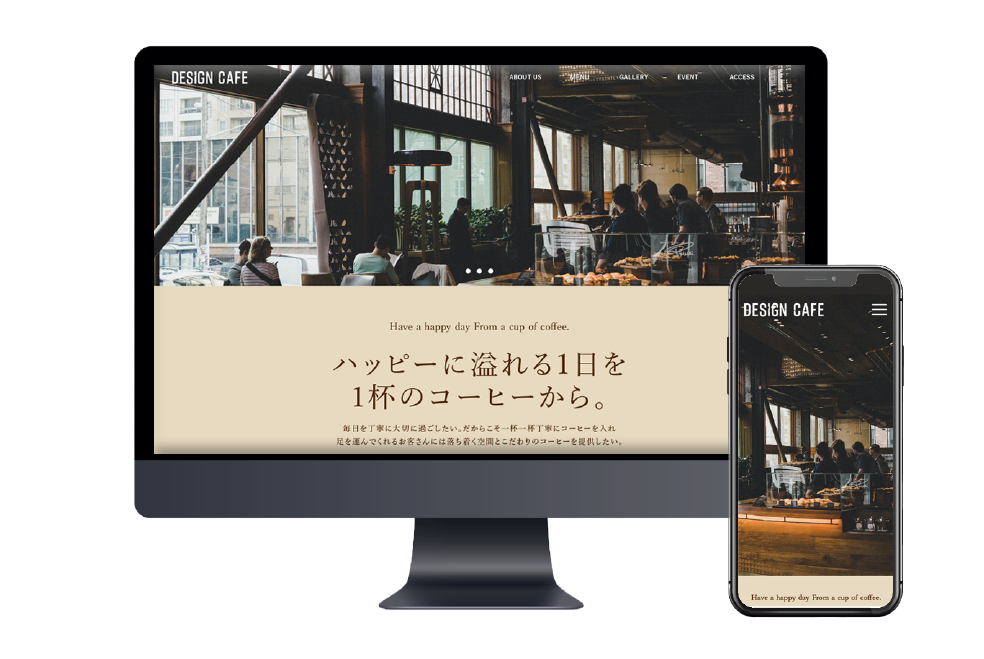 DESIGN CAFE
ABOUT US MENU GALLERY EVENT ACCESS
Have a happy day From a cup of coffee.
ハッピーに溢れる1日を
1杯のコーヒーから。
毎日を丁寧に大切に過ごしたい。だからこそ一杯一杯丁寧にコーヒーを入れ
足を運んでくれるお客さんには落ち着く空間とこだわりのコーヒーを提供したい。
DESIGN CAFE
Have a happy day From a cup of coffee.